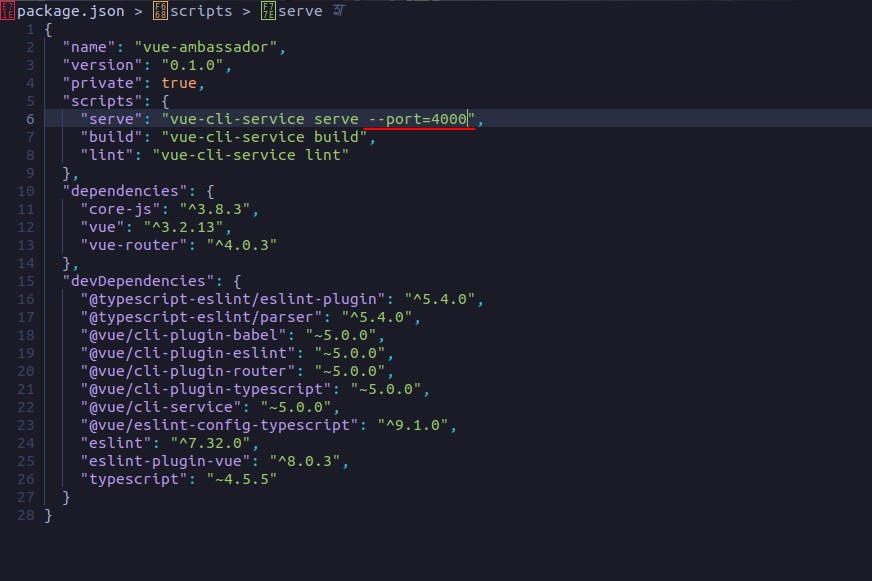 package.json > scripts > serve
1 {
2 "name": "vue-ambassador",
3 "version": "0.1.0",
4 "private": true,
5 "scripts": {
6 "serve": "vue-cli-service serve --port=4000",
7 "build": "vue-cli-service build",
8 "lint": "vue-cli-service lint"
9 },
10 "dependencies": {
11 "core-js": "^3.8.3",
12 "vue": "^3.2.13",
13 "vue-router": "^4.0.3"
14 },
15 "devDependencies": {
16 "@typescript-eslint/eslint-plugin": "^5.4.0",
17 "@typescript-eslint/parser": "^5.4.0",
18 "@vue/cli-plugin-babel": "~5.0.0",
19 "@vue/cli-plugin-eslint": "~5.0.0",
20 "@vue/cli-plugin-router": "~5.0.0",
21 "@vue/cli-plugin-typescript": "~5.0.0",
22 "@vue/cli-service": "~5.0.0",
23 "@vue/eslint-config-typescript": "^9.1.0",
24 "eslint": "^7.32.0",
25 "eslint-plugin-vue": "^8.0.3",
26 "typescript": "~4.5.5"
27 }
28 }